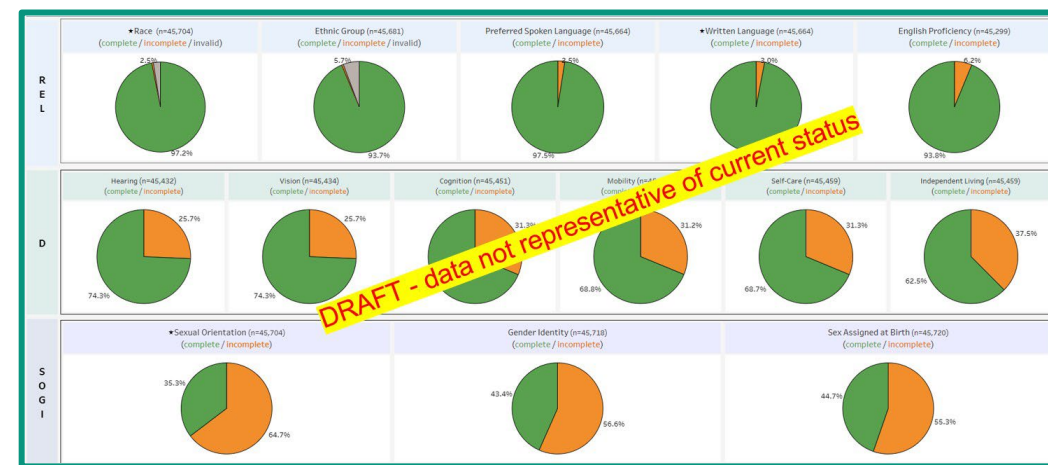 ★Race (n=45,704)
(complete / incomplete / invalid)
2.5%
97.2%
Ethnic Group (n=45,681)
(complete / incomplete / invalid)
5.7%
93.7%
Preferred Spoken Language (n=45,664)
(complete / incomplete)
2.5%
97.5%
★Written Language (n=45,664)
(complete / incomplete)
3.0%
English Proficiency (n=45,299)
(complete / incomplete)
6.2%
93.8%
R
E
L
Hearing (n=45,432)
(complete / incomplete)
25.7%
74.3%
Vision (n=45,434)
(complete / incomplete)
25.7%
74.3%
Cognition (n=45,451)
(complete / incomplete)
31.3%
Mobility
31.2%
68.8%
Self-Care (n=45,459)
(complete / incomplete)
31.3%
68.7%
Independent Living (n=45,459)
(complete / incomplete)
37.5%
62.5%
D
DRAFT - data not representative of current status
★Sexual Orientation (n=45,704)
(complete / incomplete)
35.3%
64.7%
Gender Identity (n=45,718)
(complete / incomplete)
43.4%
56.6%
Sex Assigned at Birth (n=45,720)
(complete / incomplete)
44.7%
55.3%
S
O
G
I